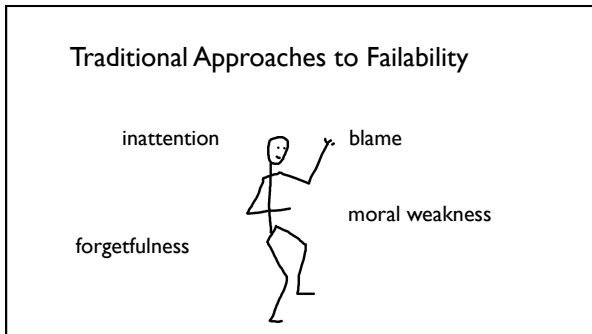 Traditional Approaches to Failability
inattention
blame
moral weakness
forgetfulness